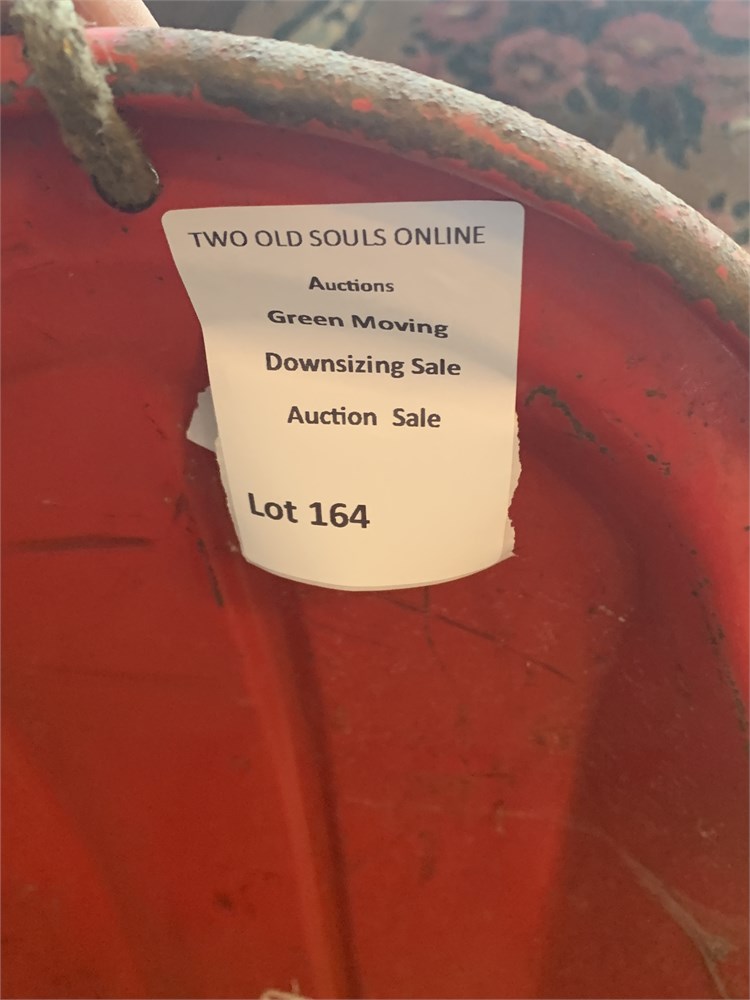 TWO OLD SOULS ONLINE
Auctions
Green Moving
Downsizing Sale
Auction Sale
Lot 164